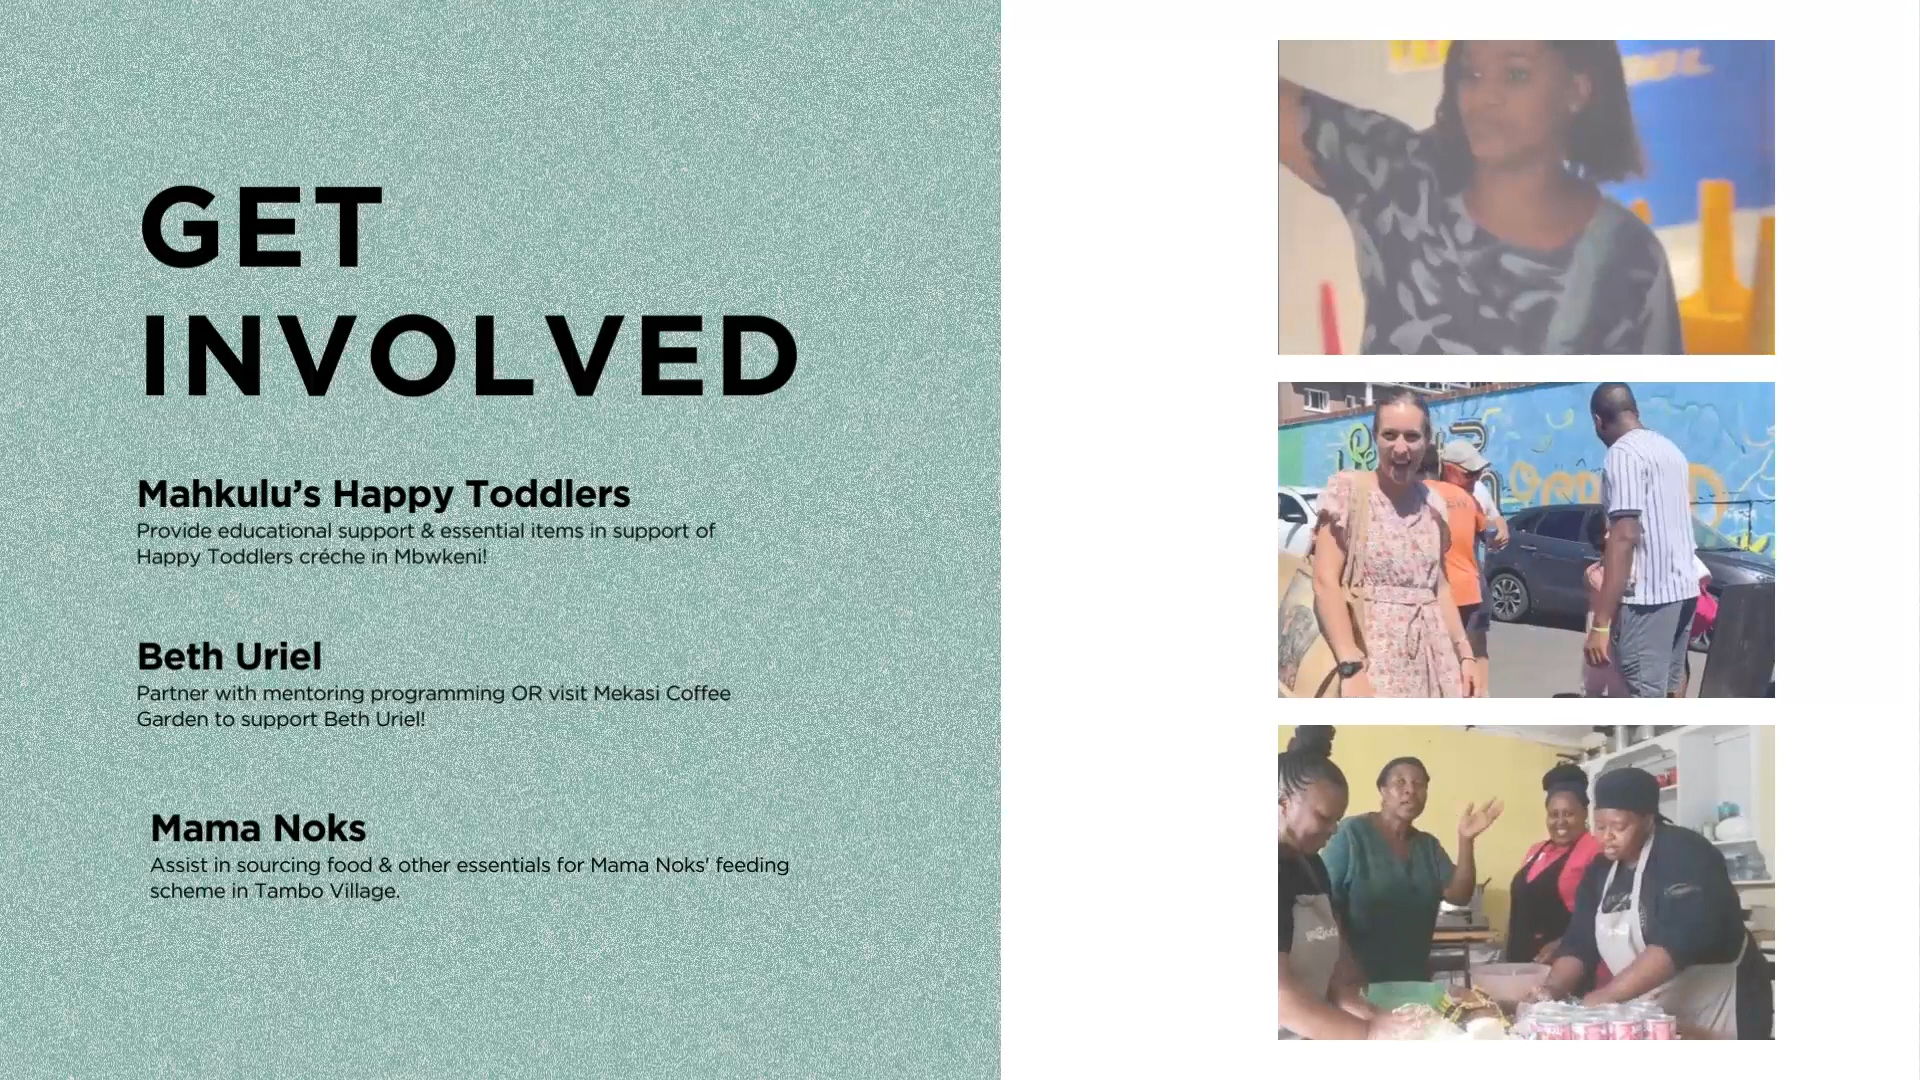 GET
INVOLVED
Mahkulu’s Happy Toddlers
Provide educational support & essential items in support of
Happy Toddlers créche in Mbwkeni!
Beth Uriel
Partner with mentoring programming OR visit Mekasi Coffee
Garden to support Beth Uriel!
Mama Noks
Assist in sourcing food & other essentials for Mama Noks' feeding
scheme in Tambo Village.